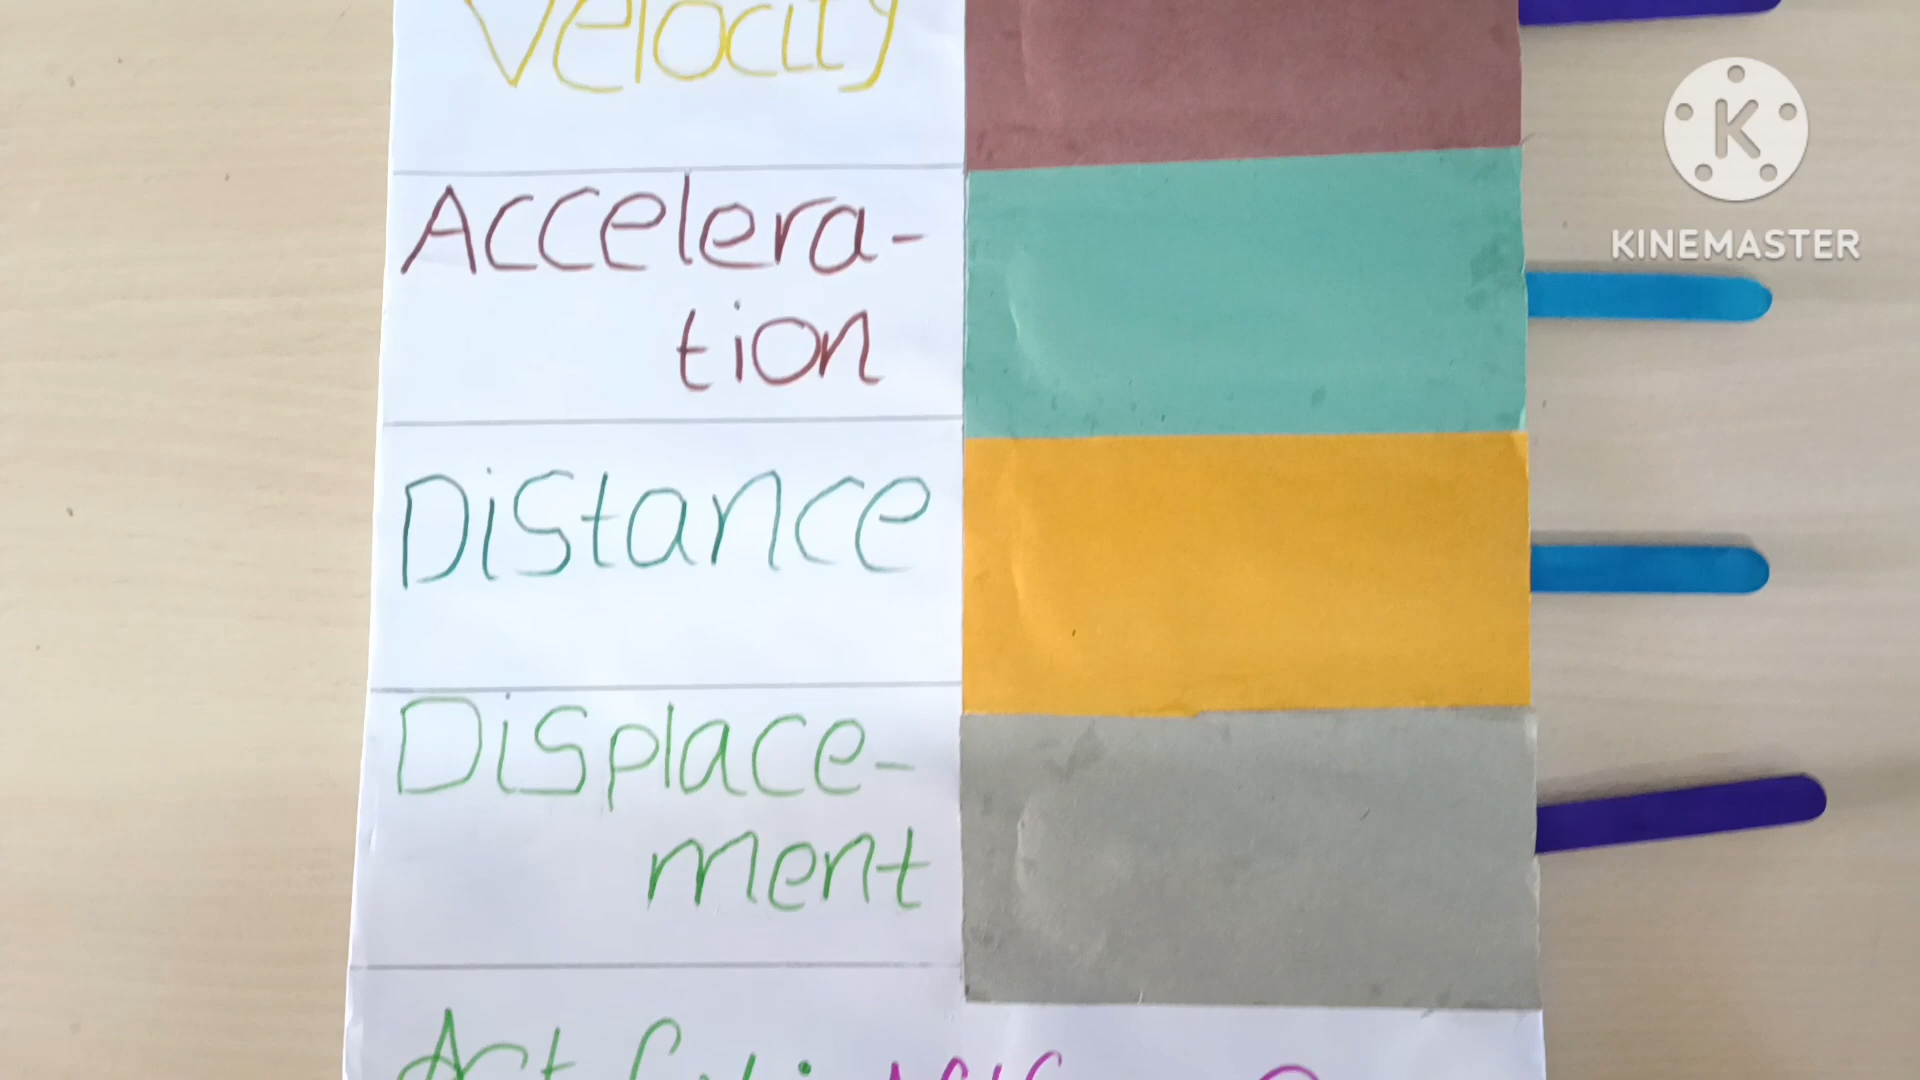 Velocity
K
KINEMASTER
Accelera-
tion
Distance
Displace-
ment